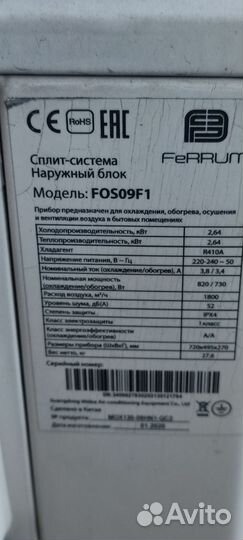 CE RoHS EAC
FeRRUM
Сплит-система
Наружный блок
Модель: FOS09F1
Прибор предназначен для охлаждения, обогрева, осушения
и вентиляции воздуха в бытовых помещениях
Холодопроизводительность, кВт 2,64
Теплопроизводительность, кВт 2,64
Хладагент R410A
Напряжение питания, В – Гц 220-240 ~ 50
Номинальный ток (охлаждение/обогрев), А 3,8 / 3,4
Номинальная мощность
(охлаждение/обогрев), Вт 820 / 730
Расход воздуха, м³/ч 1800
Уровень шума, дБ(А) 52
Степень защиты IPX4
Класс электрозащиты I класс
Класс энергоэффективности
(охлаждение/обогрев) A/A
Размеры прибора (ШxВxГ), мм 720x495x270
Вес нетто, кг 27,6
Серийный номер:
Сделано в Китае 01.2020
Avito